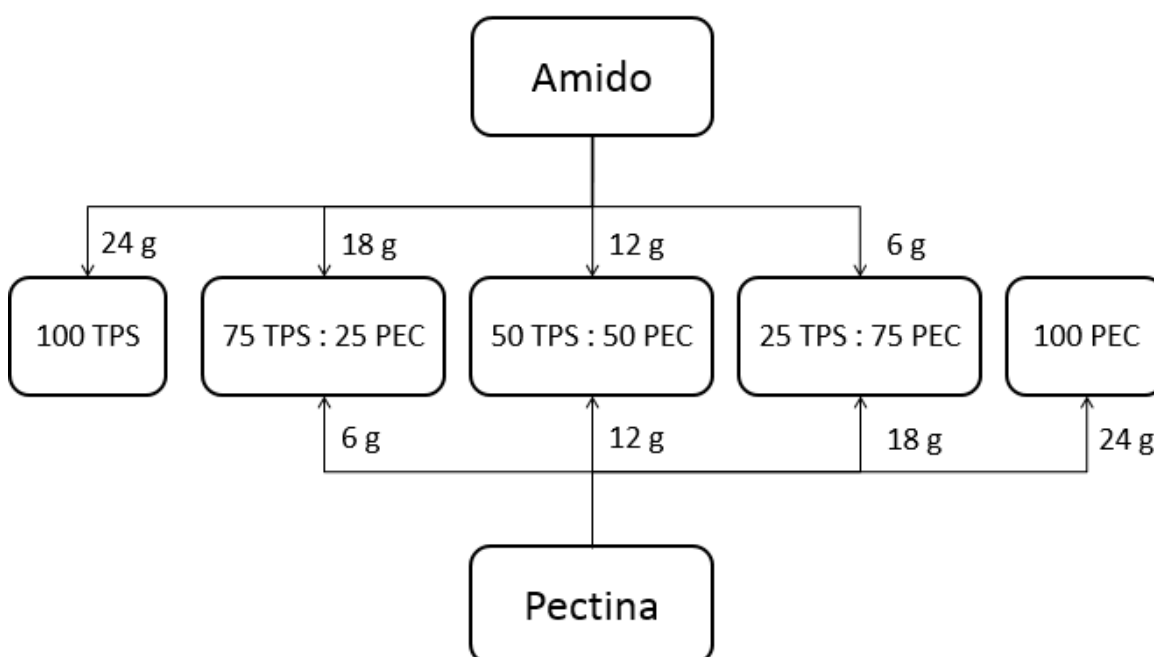 Amido
24 g
18 g
12 g
6 g
100 TPS
75 TPS : 25 PEC
50 TPS : 50 PEC
25 TPS : 75 PEC
100 PEC
6 g
12 g
18 g
24 g
Pectina